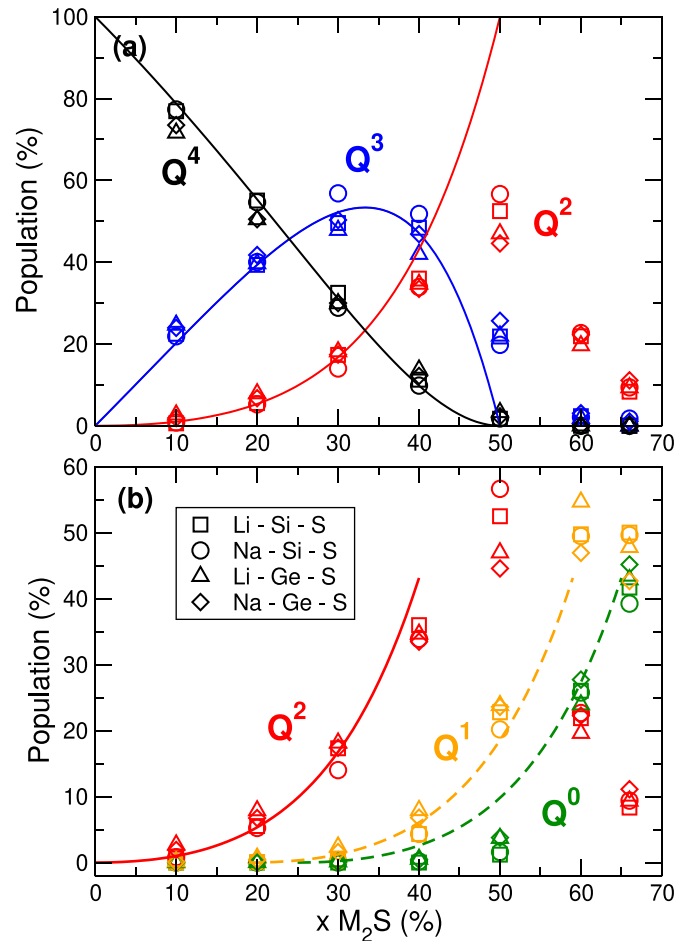 (a)
100
80
60
40
20
0
Population (%)
Q⁴
Q³
Q²
0 10 20 30 40 50 60 70
(b)
60
50
40
30
20
10
0
Population (%)
Li - Si - S
Na - Si - S
Li - Ge - S
Na - Ge - S
Q²
Q¹
Q⁰
0 10 20 30 40 50 60 70
x M₂S (%)